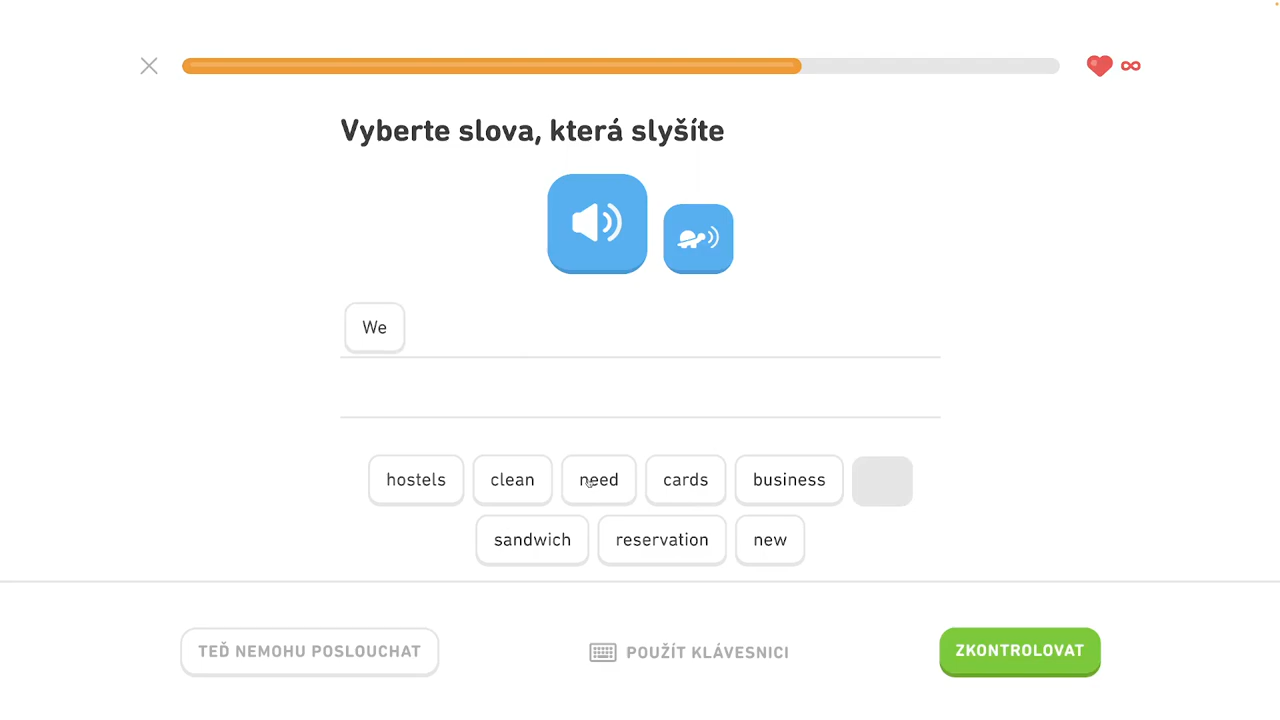 Vyberte slova, která slyšíte
We
hostels clean need cards business
sandwich reservation new
TEĎ NEMOHU POSLOUCHAT POUŽÍT KLÁVESNICI ZKONTROLOVAT